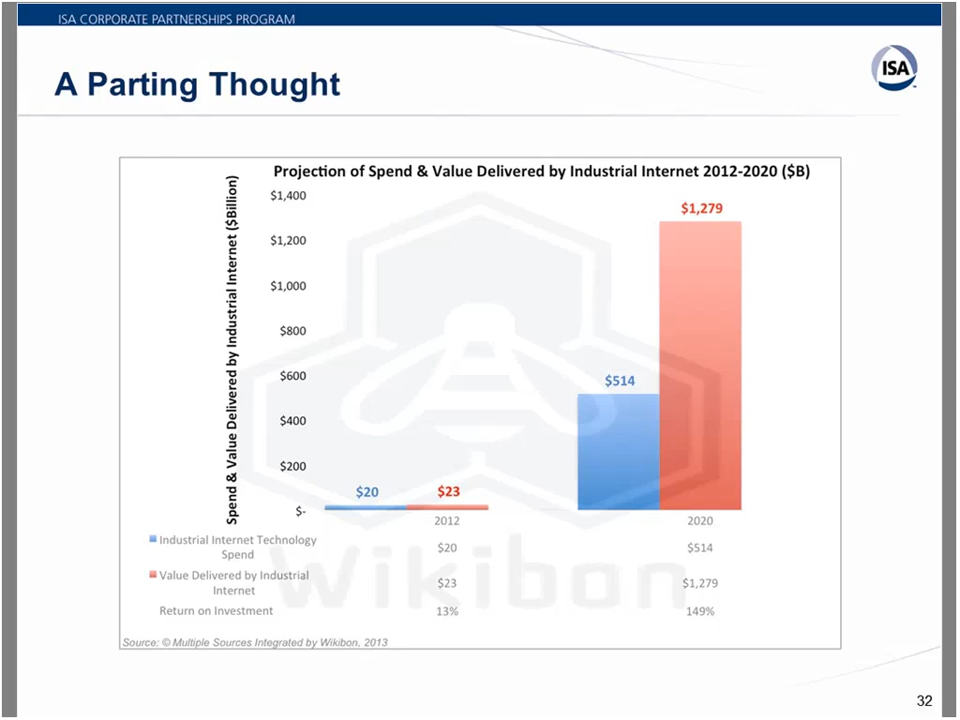 ISA CORPORATE PARTNERSHIPS PROGRAM
A Parting Thought
ISA
Projection of Spend & Value Delivered by Industrial Internet 2012-2020 ($B)
Spend & Value Delivered by Industrial Internet ($Billion)
$1,400
$1,200
$1,000
$800
$600
$400
$200
$-
$20
$23
$514
$1,279
2012 2020
Industrial Internet Technology
Spend
$20 $514
Value Delivered by Industrial
Internet
$23 $1,279
Return on Investment 13% 149%
Wikibon
Source: © Multiple Sources Integrated by Wikibon, 2013
32